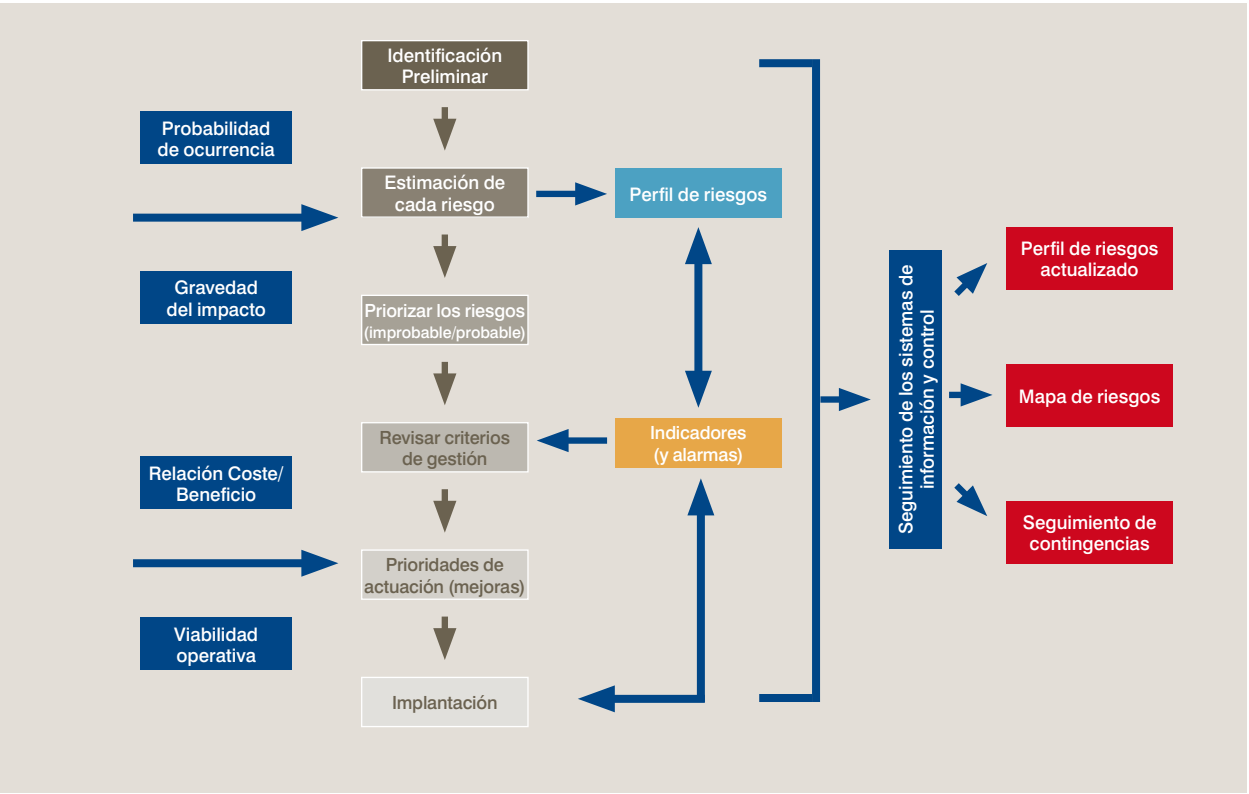 Identificación
Preliminar
Probabilidad
de ocurrencia
Estimación de
cada riesgo
Perfil de riesgos
Gravedad
del impacto
Priorizar los riesgos
(improbable/probable)
Revisar criterios
de gestión
Indicadores
(y alarmas)
Relación Coste/
Beneficio
Prioridades de
actuación (mejoras)
Viabilidad
operativa
Implantación
Seguimiento de los sistemas de
información y control
Perfil de riesgos
actualizado
Mapa de riesgos
Seguimiento de
contingencias